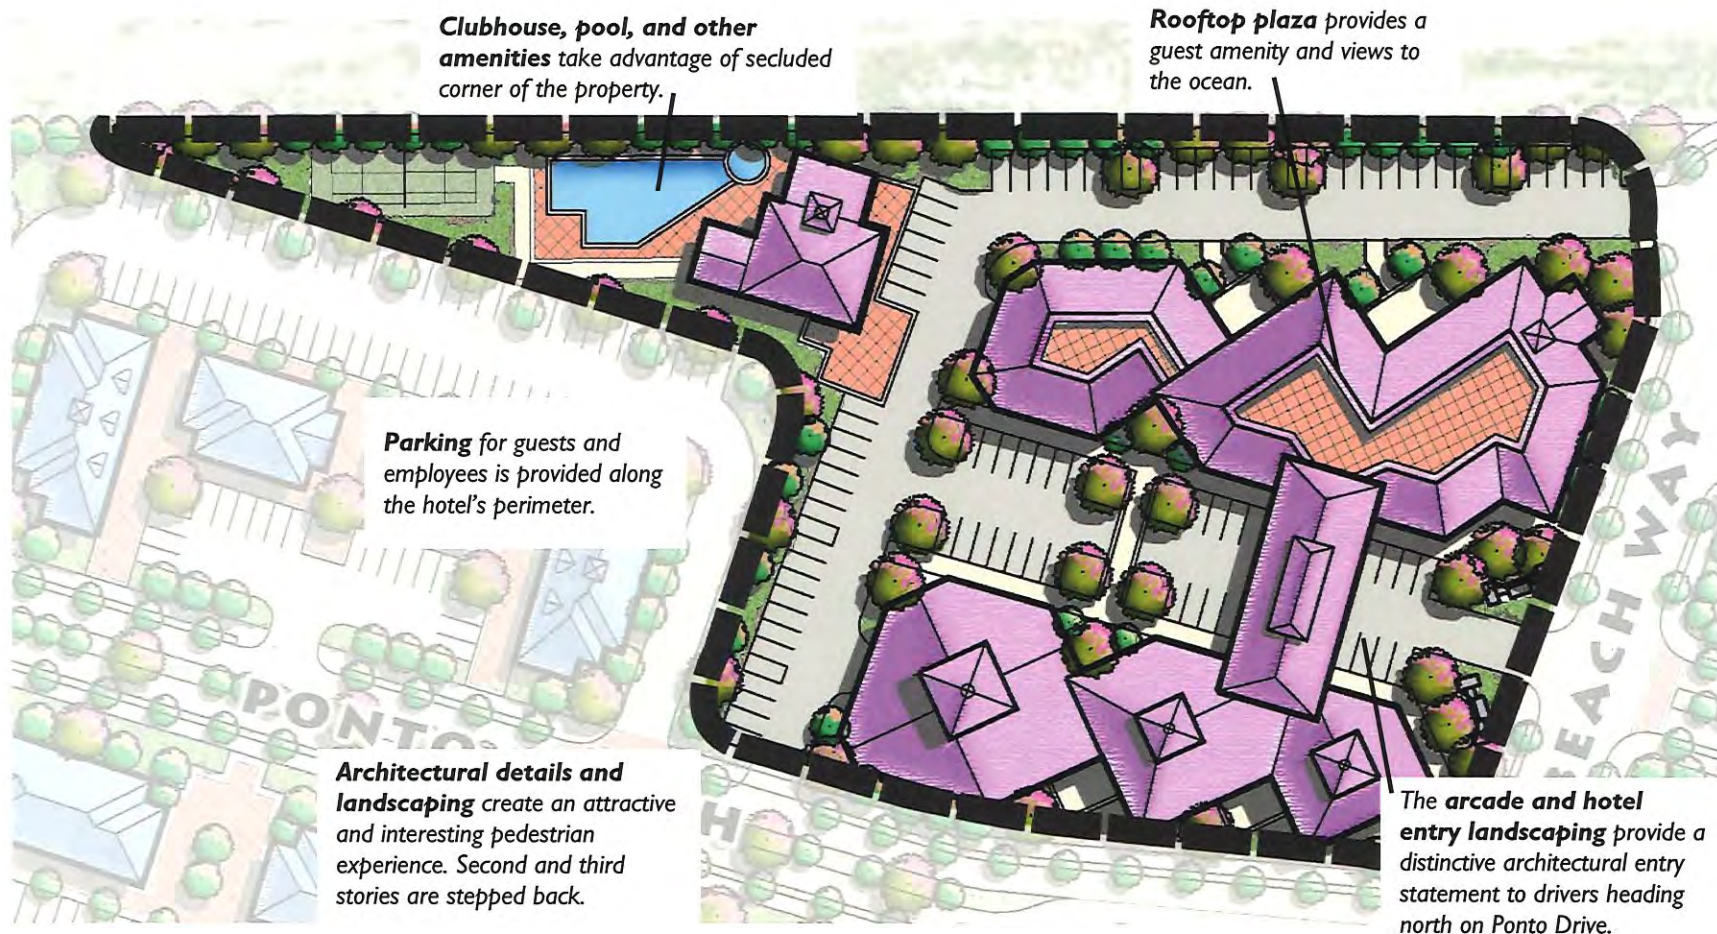 Clubhouse, pool, and other
amenities take advantage of secluded
corner of the property.
Rooftop plaza provides a
guest amenity and views to
the ocean.
Parking for guests and
employees is provided along
the hotel's perimeter.
BEACH WAY
PONTO
H
Architectural details and
landscaping create an attractive
and interesting pedestrian
experience. Second and third
stories are stepped back.
The arcade and hotel
entry landscaping provide a
distinctive architectural entry
statement to drivers heading
north on Ponto Drive.